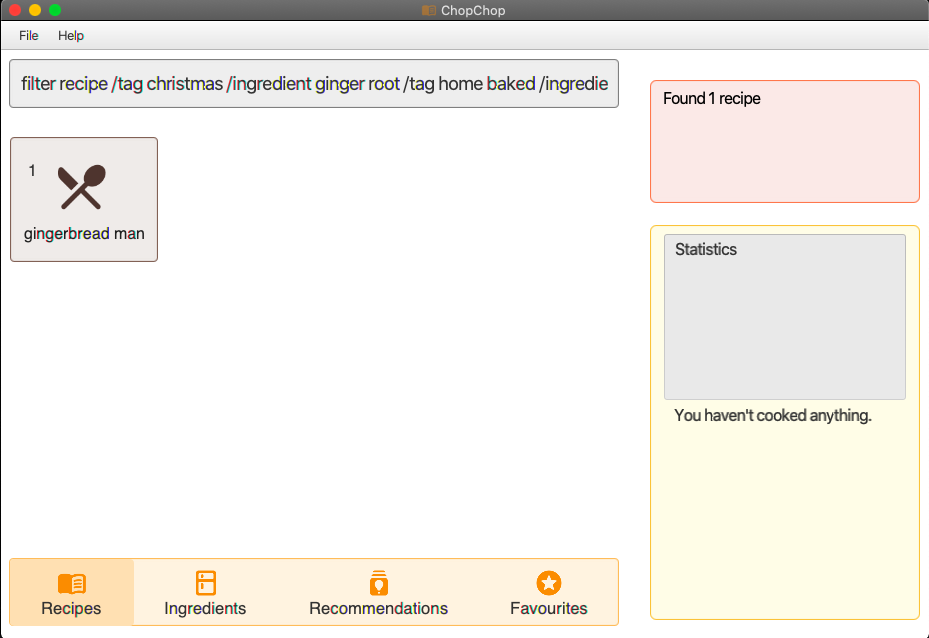 ChopChop
File Help
filter recipe /tag christmas /ingredient ginger root /tag home baked /ingredie
Found 1 recipe
1
gingerbread man
Statistics
You haven't cooked anything.
Recipes Ingredients Recommendations Favourites